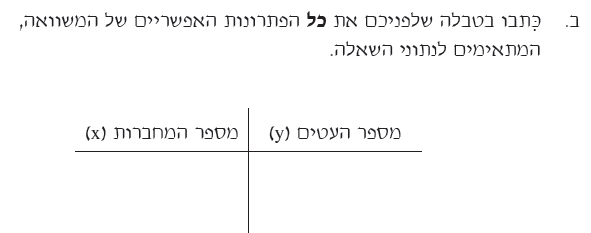 ב. כִּתבו בטבלה שלפניכם את כל הפתרונות האפשריים של המשוואה,
המתאימים לנתוני השאלה.
מספר העטים (y) מספר המחברות (x)